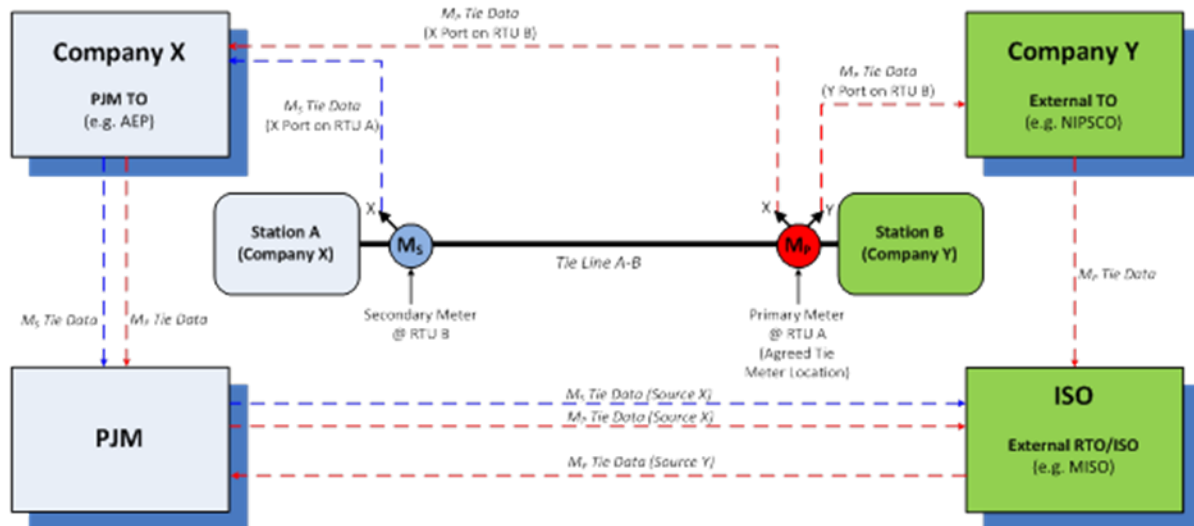 Company X
PJM TO
(e.g. AEP)
Mₚ Tie Data
(X Port on RTU B)
Mₚ Tie Data
(Y Port on RTU B)
Company Y
External TO
(e.g. NIPSCO)
Mₛ Tie Data
(X Port on RTU A)
X
X
Y
Station A
(Company X)
Mₛ
Tie Line A-B
Mₚ
Station B
(Company Y)
Secondary Meter
@ RTU B
Primary Meter
@ RTU A
(Agreed Tie
Meter Location)
Mₛ Tie Data
Mₚ Tie Data
Mₚ Tie Data
PJM
Mₛ Tie Data (Source X)
Mₚ Tie Data (Source X)
Mₚ Tie Data (Source Y)
ISO
External RTO/ISO
(e.g. MISO)